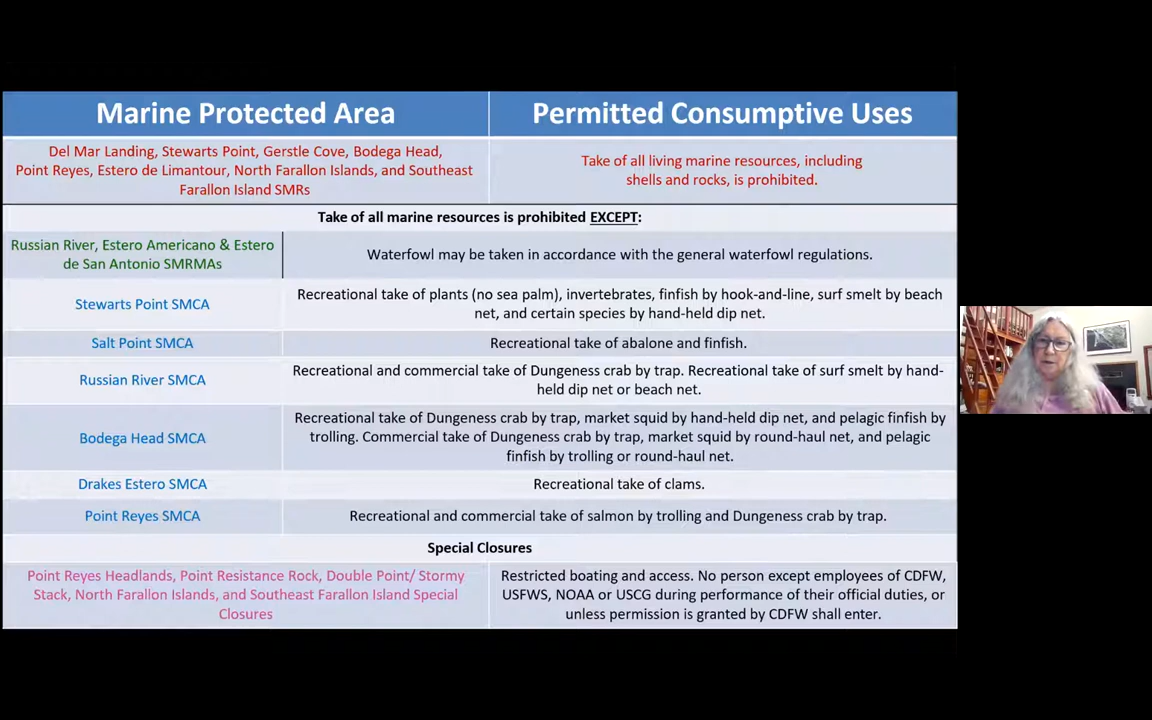 Marine Protected Area
Permitted Consumptive Uses
Del Mar Landing, Stewarts Point, Gerstle Cove, Bodega Head,
Point Reyes, Estero de Limantour, North Farallon Islands, and Southeast
Farallon Island SMRs
Take of all living marine resources, including
shells and rocks, is prohibited.
Take of all marine resources is prohibited EXCEPT:
Russian River, Estero Americano & Estero
de San Antonio SMRMAs
Waterfowl may be taken in accordance with the general waterfowl regulations.
Stewarts Point SMCA
Recreational take of plants (no sea palm), invertebrates, finfish by hook-and-line, surf smelt by beach
net, and certain species by hand-held dip net.
Salt Point SMCA
Recreational take of abalone and finfish.
Russian River SMCA
Recreational and commercial take of Dungeness crab by trap. Recreational take of surf smelt by hand-
held dip net or beach net.
Bodega Head SMCA
Recreational take of Dungeness crab by trap, market squid by hand-held dip net, and pelagic finfish by
trolling. Commercial take of Dungeness crab by trap, market squid by round-haul net, and pelagic
finfish by trolling or round-haul net.
Drakes Estero SMCA
Recreational take of clams.
Point Reyes SMCA
Recreational and commercial take of salmon by trolling and Dungeness crab by trap.
Special Closures
Point Reyes Headlands, Point Resistance Rock, Double Point/ Stormy
Stack, North Farallon Islands, and Southeast Farallon Island Special
Closures
Restricted boating and access. No person except employees of CDFW,
USFWS, NOAA or USCG during performance of their official duties, or
unless permission is granted by CDFW shall enter.